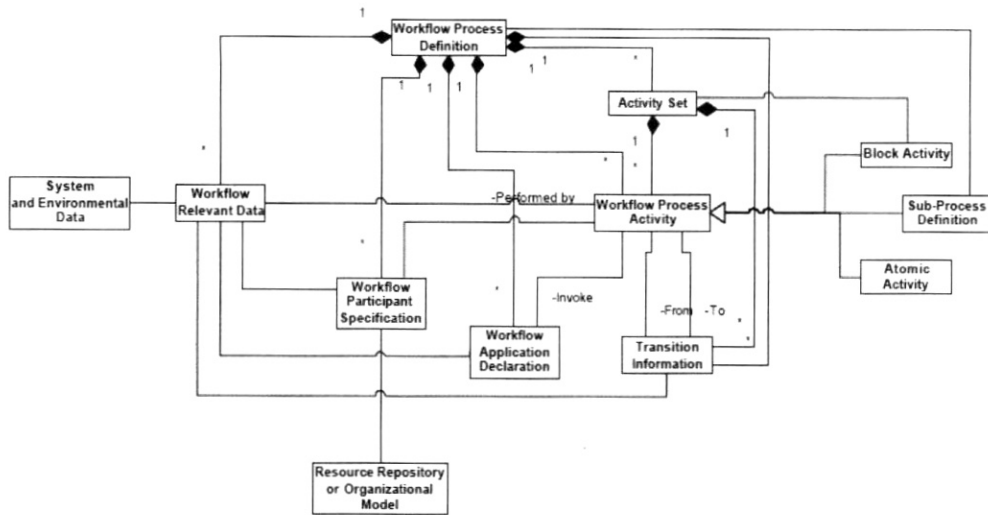 1
Workflow Process
Definition
1
1
1
1
1
*
Activity Set
1
1
Block Activity
*
*
*
*
System
and Environmental
Data
Workflow
Relevant Data
-Performed by
Workflow Process
Activity
Sub-Process
Definition
*
Atomic
Activity
Workflow
Participant
Specification
*
-Invoke
-From
-To
*
*
Workflow
Application
Declaration
Transition
Information
Resource Repository
or Organizational
Model